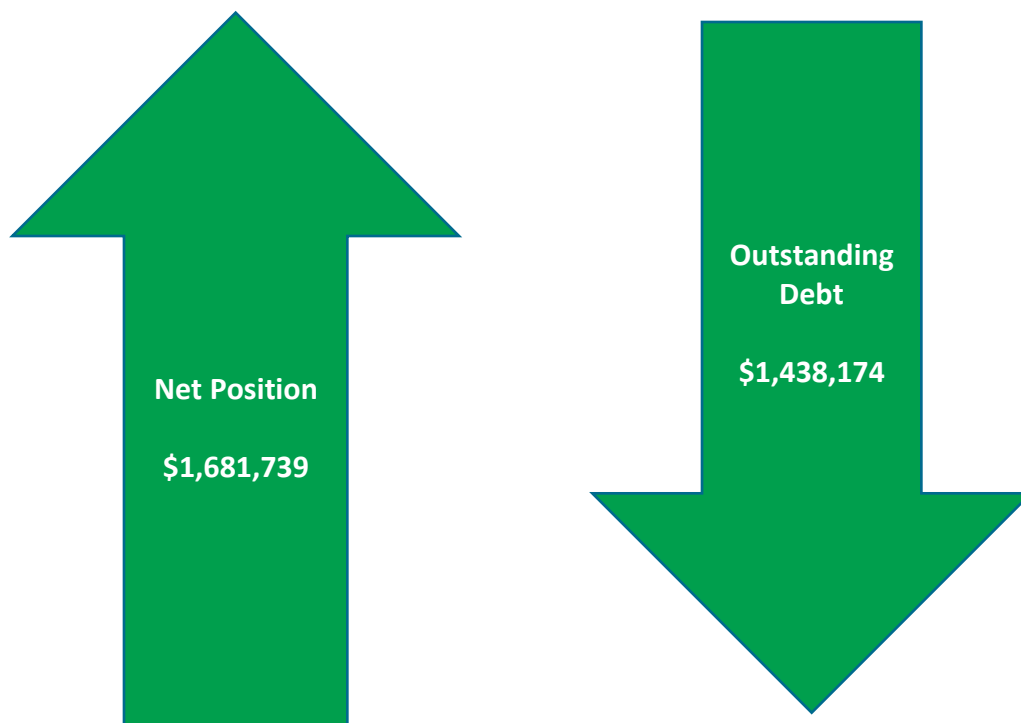 Net Position
$1,681,739
Outstanding
Debt
$1,438,174